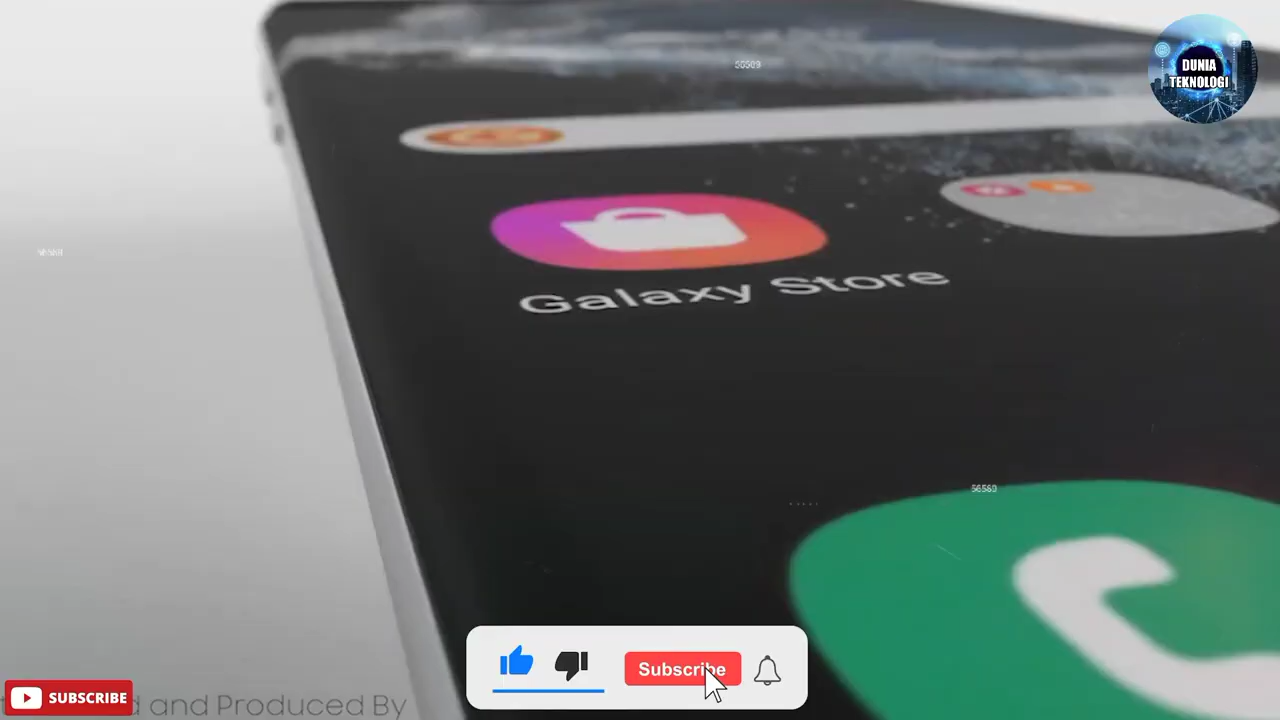 DUNIA
TEKNOLOGI
Galaxy Store
Subscribe
SUBSCRIBE
and Produced By